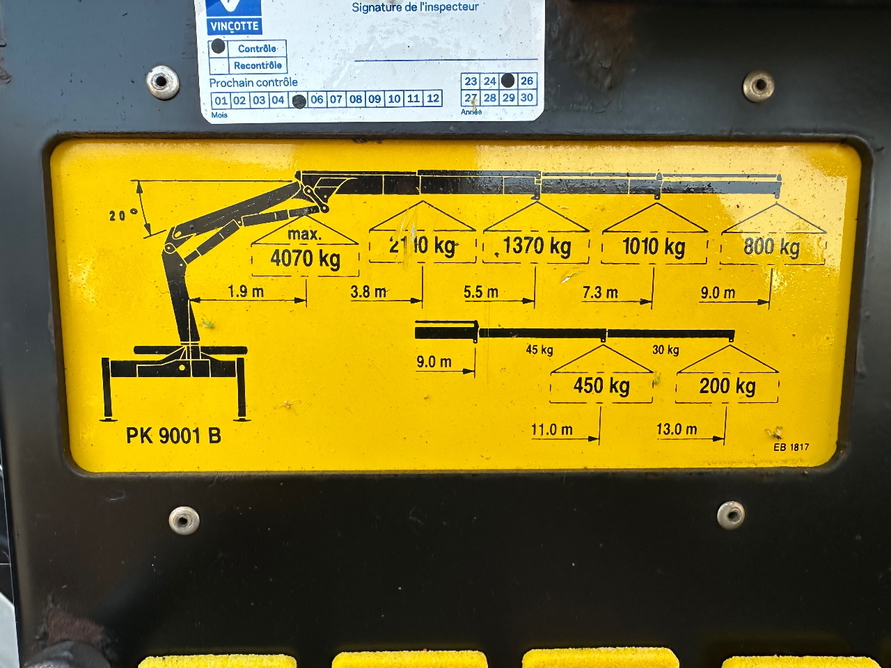 Signature de l'inspecteur
VINÇOTTE
Contrôle
Recontrôle
Prochain contrôle
01 02 03 04 06 07 08 09 10 11 12
Mois
23 24 26
27 28 29 30
Année
20°
max.
4070 kg
2110 kg
1370 kg
1010 kg
800 kg
1.9 m
3.8 m
5.5 m
7.3 m
9.0 m
9.0 m
45 kg
30 kg
450 kg
200 kg
11.0 m
13.0 m
PK 9001 B
EB 1817